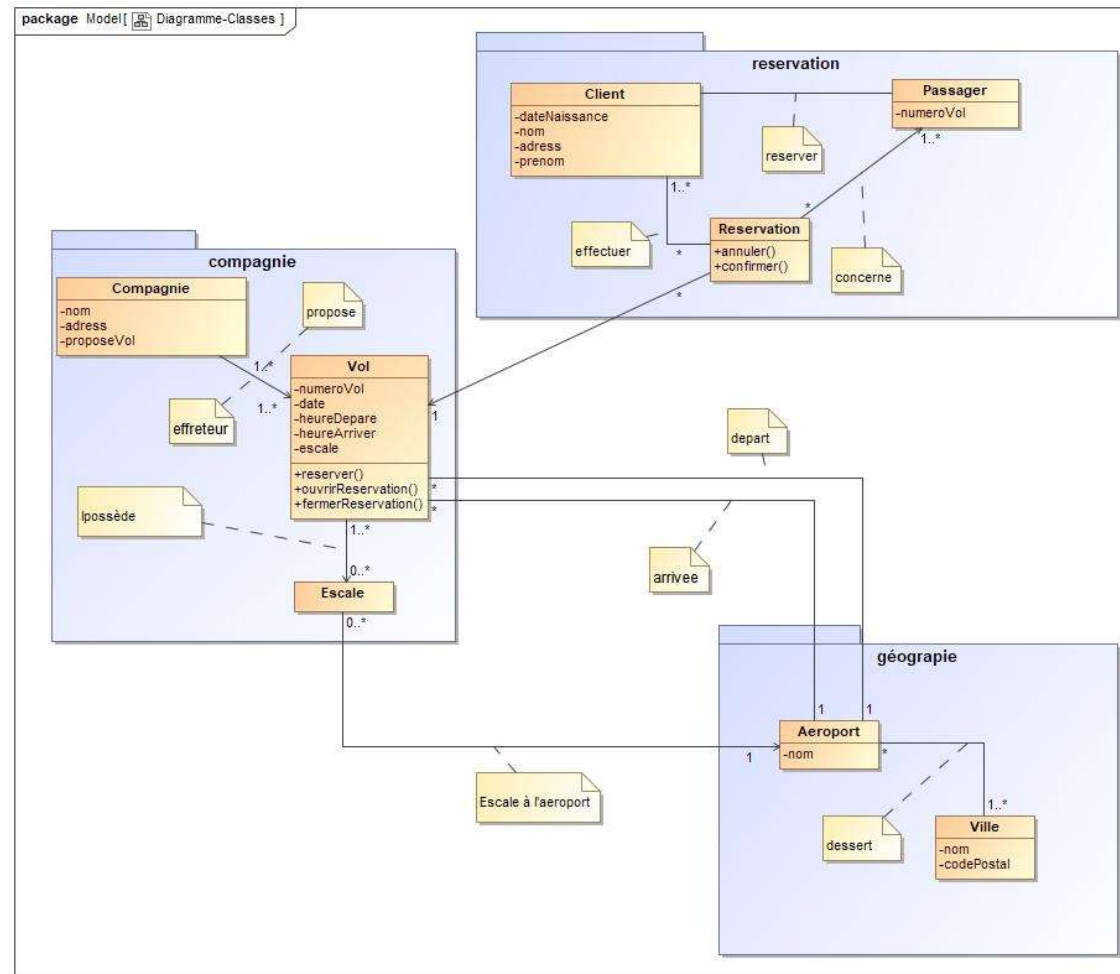 package Model [ Diagramme-Classes ]
reservation
Client
-dateNaissance
-nom
-adress
-prenom
Passager
-numeroVol
reserver
1..*
1..*
*
Reservation
+annuler()
+confirmer()
effectuer
*
concerne
*
compagnie
Compagnie
-nom
-adress
-proposeVol
propose
1..*
1..*
effreteur
Vol
-numeroVol
-date
-heureDepare
-heureArriver
-escale
+reserver()
+ouvrirReservation()
+fermerReservation()
1
*
*
depart
arrivee
lpossède
1..*
0..*
Escale
0..*
géograpie
1
1
Aeroport
-nom
1
*
Escale à l'aeroport
dessert
1..*
Ville
-nom
-codePostal